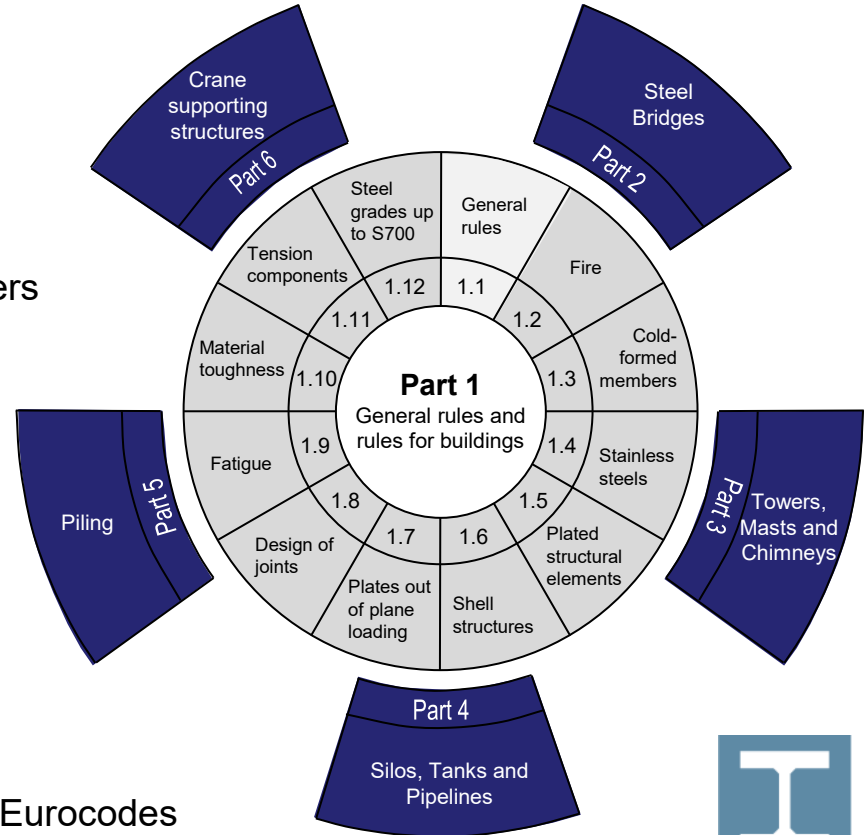 Crane
supporting
structures
Part 6
Steel
Bridges
Part 2
Steel
grades up
to S700
General
rules
Tension
components
Fire
ers
1.12
1.1
1.11
1.2
Material
toughness
Cold-
formed
members
1.10
1.3
Part 1
General rules and
rules for buildings
1.9
1.4
Fatigue
Stainless
steels
1.8
1.5
Piling
Part 5
Part 3
Towers,
Masts and
Chimneys
1.7
1.6
Design of
joints
Plated
structural
elements
Plates out
of plane
loading
Shell
structures
Part 4
Silos, Tanks and
Pipelines
Eurocodes